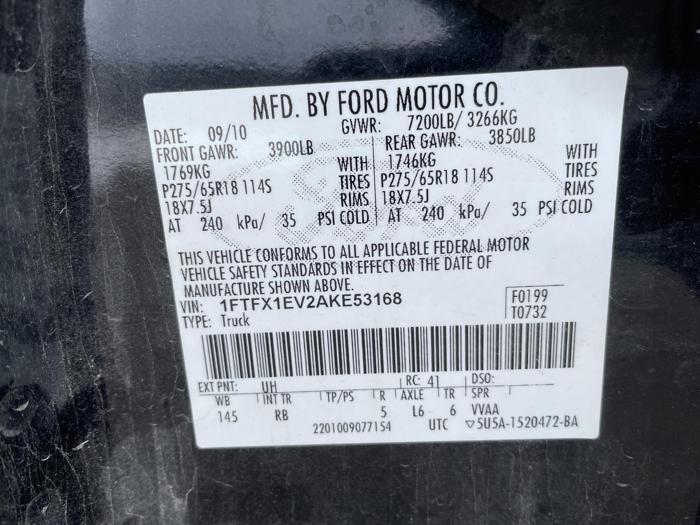 MFD. BY FORD MOTOR CO.
DATE: 09/10 GVWR: 7200LB/ 3266KG
FRONT GAWR: 3900LB REAR GAWR: 3850LB
1769KG WITH 1746KG WITH
P275/65R18 114S TIRES P275/65R18 114S TIRES
18X7.5J RIMS 18X7.5J RIMS
AT 240 kPa/ 35 PSI COLD AT 240 kPa/ 35 PSI COLD
THIS VEHICLE CONFORMS TO ALL APPLICABLE FEDERAL MOTOR
VEHICLE SAFETY STANDARDS IN EFFECT ON THE DATE OF
MANUFACTURE SHOWN ABOVE.
VIN: 1FTFX1EV2AKE53168 F0199
TYPE: Truck T0732
EXT PNT: UH RC: 41 DSO:
WB INT TR TP/PS R AXLE TR SPR
145 RB 5 L6 6 VVAA
2201009077154 UTC ▽5U5A-1520472-BA
Ford